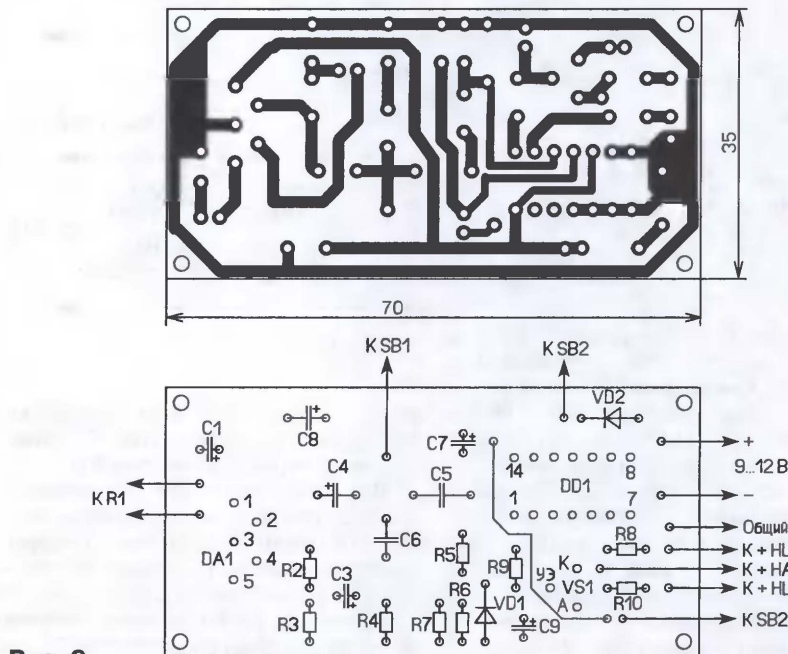 35
70
K SB1
K SB2
VD2
C1
C8
C7
+
9...12 В
–
14
8
DD1
1
7
C4
C5
K R1
1
2
3
4
5
DA1
C6
Общий
R8
K + HL
K + HA
K + HL
R2
C3
R5
R9
K
УЭ
VS1
A
R10
R6
VD1
R3
R4
R7
C9
K SB2